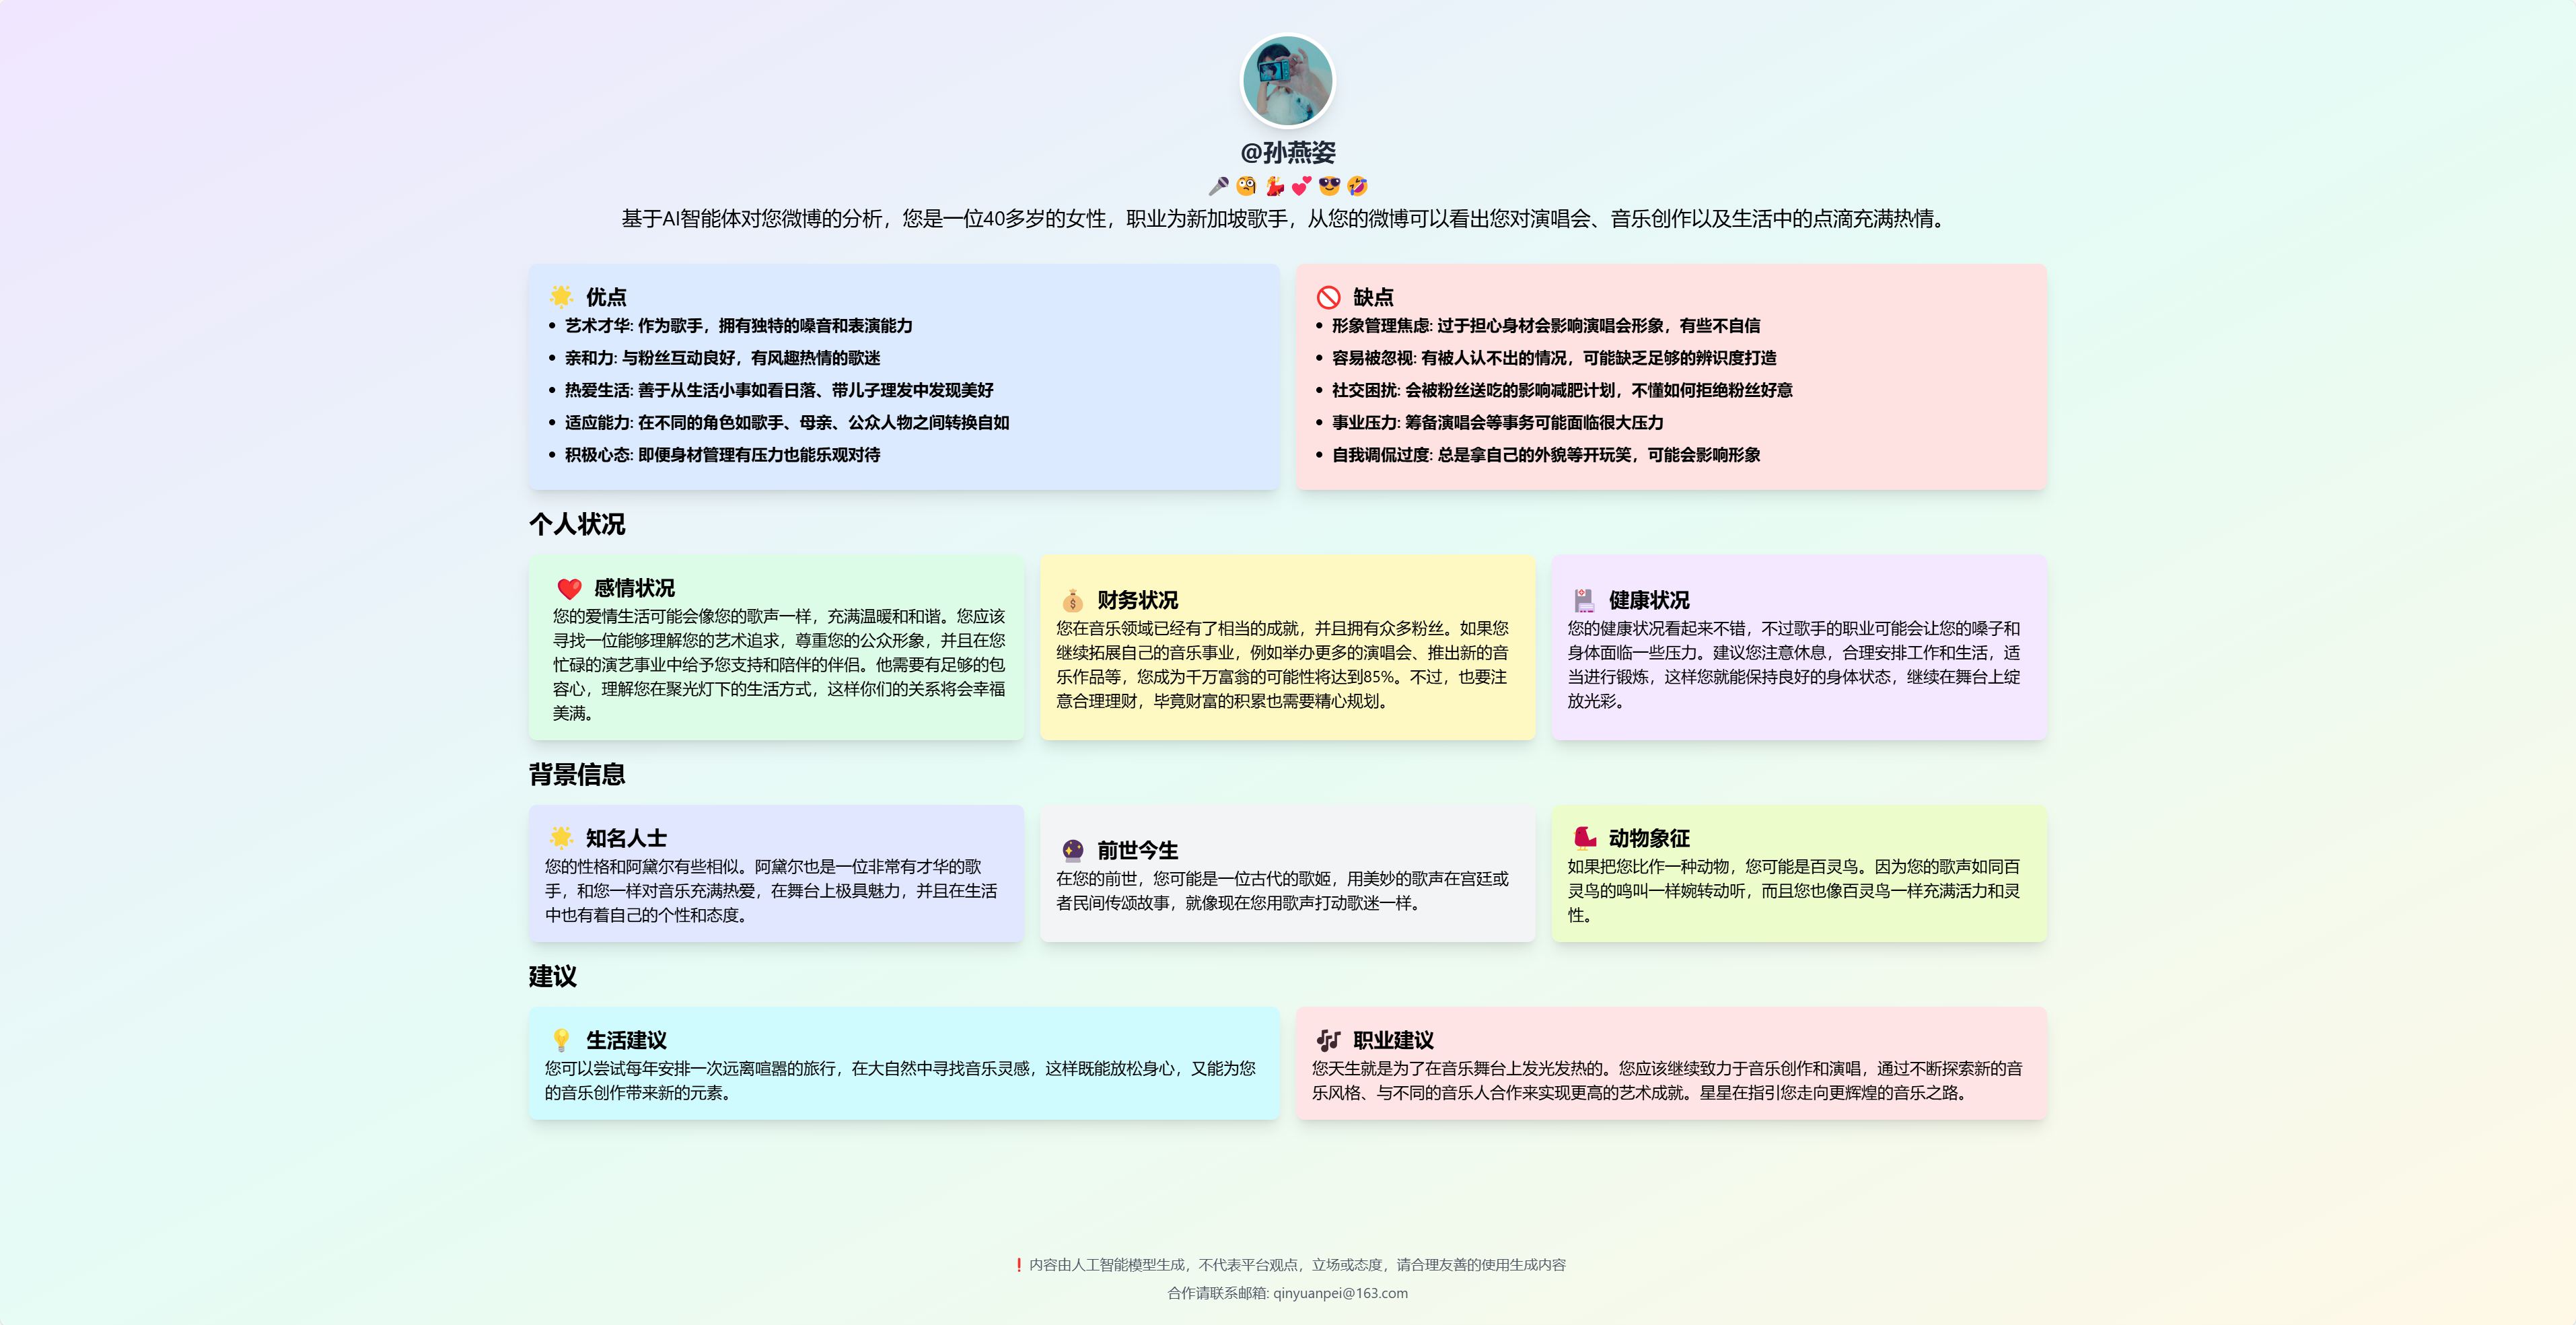 @孙燕姿
🎤 🧐 💃 💕 😎 🤣
基于AI智能体对您微博的分析，您是一位40多岁的女性，职业为新加坡歌手，从您的微博可以看出您对演唱会、音乐创作以及生活中的点滴充满热情。
🌟 优点
• 艺术才华: 作为歌手，拥有独特的嗓音和表演能力
• 亲和力: 与粉丝互动良好，有风趣热情的歌迷
• 热爱生活: 善于从生活小事如看日落、带儿子理发中发现美好
• 适应能力: 在不同的角色如歌手、母亲、公众人物之间转换自如
• 积极心态: 即便身材管理有压力也能乐观对待
🚫 缺点
• 形象管理焦虑: 过于担心身材会影响演唱会形象，有些不自信
• 容易被忽视: 有被人认不出的情况，可能缺乏足够的辨识度打造
• 社交困扰: 会被粉丝送吃的影响减肥计划，不懂如何拒绝粉丝好意
• 事业压力: 筹备演唱会等事务可能面临很大压力
• 自我调侃过度: 总是拿自己的外貌等开玩笑，可能会影响形象
个人状况
❤️ 感情状况
您的爱情生活可能会像您的歌声一样，充满温暖和和谐。您应该
寻找一位能够理解您的艺术追求，尊重您的公众形象，并且在您
忙碌的演艺事业中给予您支持和陪伴的伴侣。他需要有足够的包
容心，理解您在聚光灯下的生活方式，这样你们的关系将会幸福
美满。
💰 财务状况
您在音乐领域已经有了相当的成就，并且拥有众多粉丝。如果您
继续拓展自己的音乐事业，例如举办更多的演唱会、推出新的音
乐作品等，您成为千万富翁的可能性将达到85%。不过，也要注
意合理理财，毕竟财富的积累也需要精心规划。
健康状况
您的健康状况看起来不错，不过歌手的职业可能会让您的嗓子和
身体面临一些压力。建议您注意休息，合理安排工作和生活，适
当进行锻炼，这样您就能保持良好的身体状态，继续在舞台上绽
放光彩。
背景信息
🌟 知名人士
您的性格和阿黛尔有些相似。阿黛尔也是一位非常有才华的歌
手，和您一样对音乐充满热爱，在舞台上极具魅力，并且在生活
中也有着自己的个性和态度。
🔮 前世今生
在您的前世，您可能是一位古代的歌姬，用美妙的歌声在宫廷或
者民间传颂故事，就像现在您用歌声打动歌迷一样。
🐦 动物象征
如果把您比作一种动物，您可能是百灵鸟。因为您的歌声如同百
灵鸟的鸣叫一样婉转动听，而且您也像百灵鸟一样充满活力和灵
性。
建议
💡 生活建议
您可以尝试每年安排一次远离喧嚣的旅行，在大自然中寻找音乐灵感，这样既能放松身心，又能为您
的音乐创作带来新的元素。
🎶 职业建议
您天生就是为了在音乐舞台上发光发热的。您应该继续致力于音乐创作和演唱，通过不断探索新的音
乐风格、与不同的音乐人合作来实现更高的艺术成就。星星在指引您走向更辉煌的音乐之路。
❗内容由人工智能模型生成，不代表平台观点，立场或态度，请合理友善的使用生成内容
合作请联系邮箱: qinyuanpei@163.com